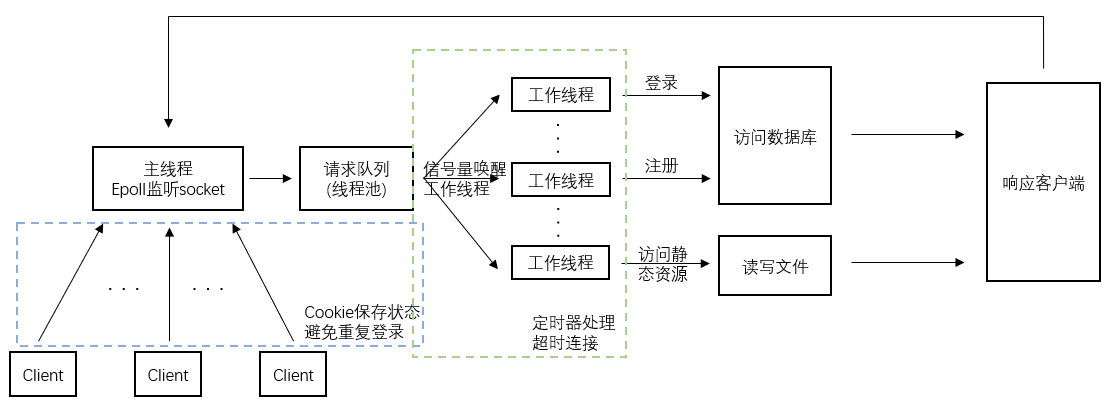 主线程
Epoll监听socket
请求队列
(线程池)
信号量唤醒
工作线程
工作线程
工作线程
工作线程
登录
注册
访问静
态资源
访问数据库
读写文件
响应客户端
Cookie保存状态
避免重复登录
定时器处理
超时连接
Client
Client
Client